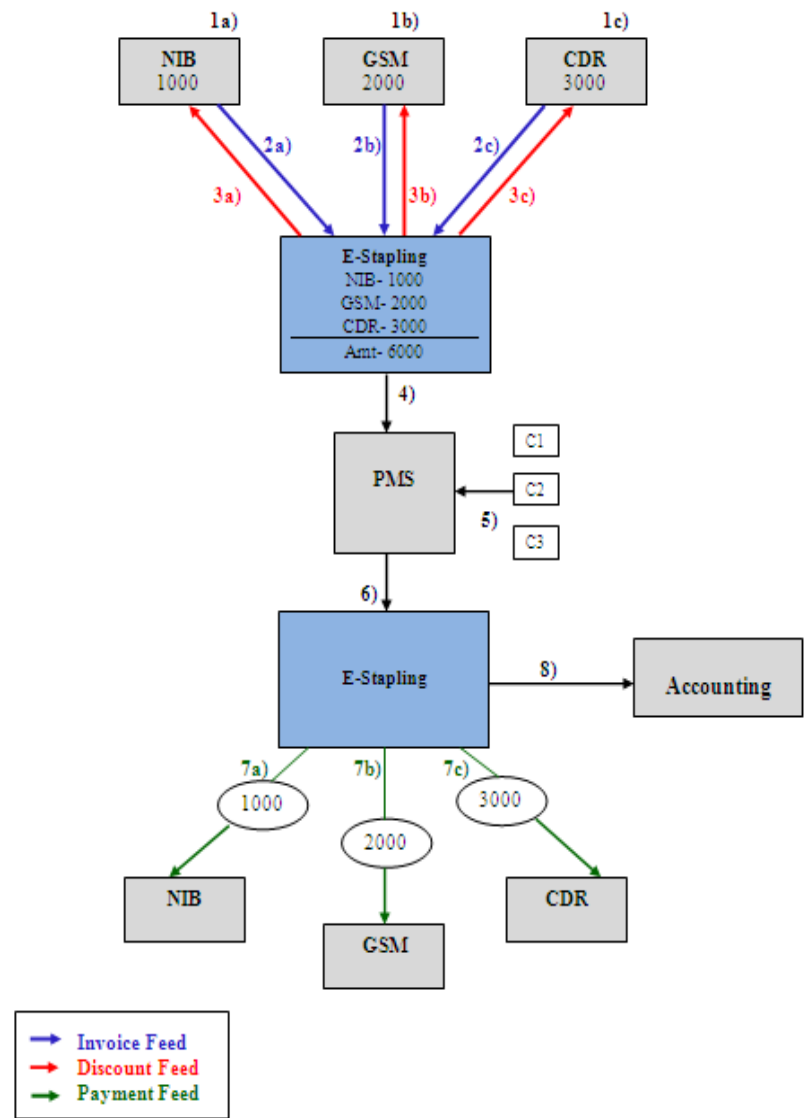 1a)
1b)
1c)
NIB
1000
GSM
2000
CDR
3000
2a)
2b)
2c)
3a)
3b)
3c)
E-Stapling
NIB- 1000
GSM- 2000
CDR- 3000
Amt- 6000
4)
PMS
C1
C2
C3
5)
6)
E-Stapling
8)
Accounting
7a)
7b)
7c)
1000
2000
3000
NIB
GSM
CDR
Invoice Feed
Discount Feed
Payment Feed